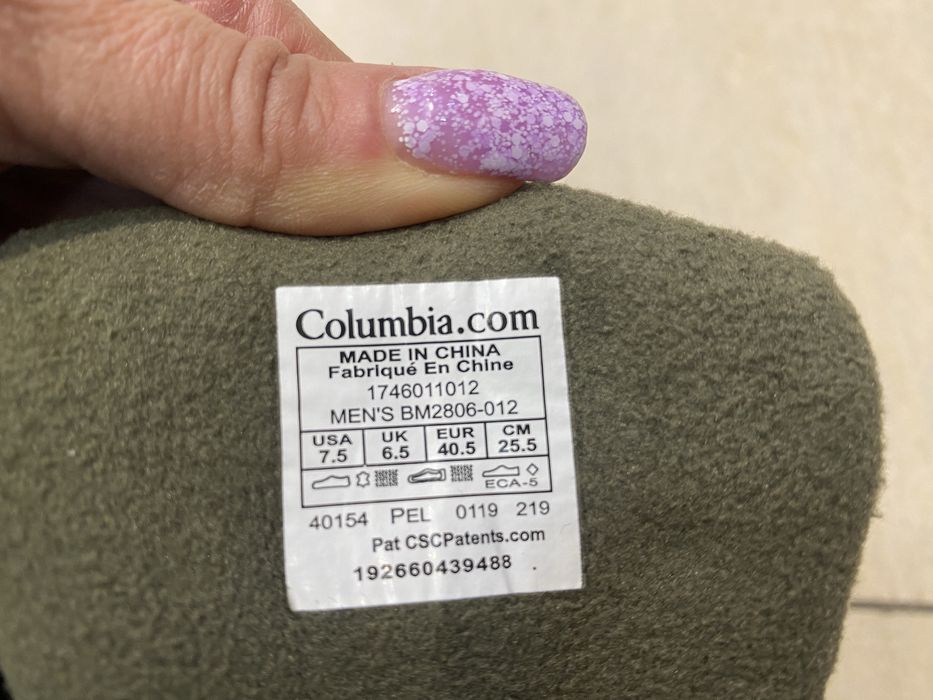 Columbia.com
MADE IN CHINA
Fabriqué En Chine
1746011012
MEN'S BM2806-012
USA UK EUR CM
7.5 6.5 40.5 25.5
ECA-5
40154 PEL 0119 219
Pat CSCPatents.com
192660439488